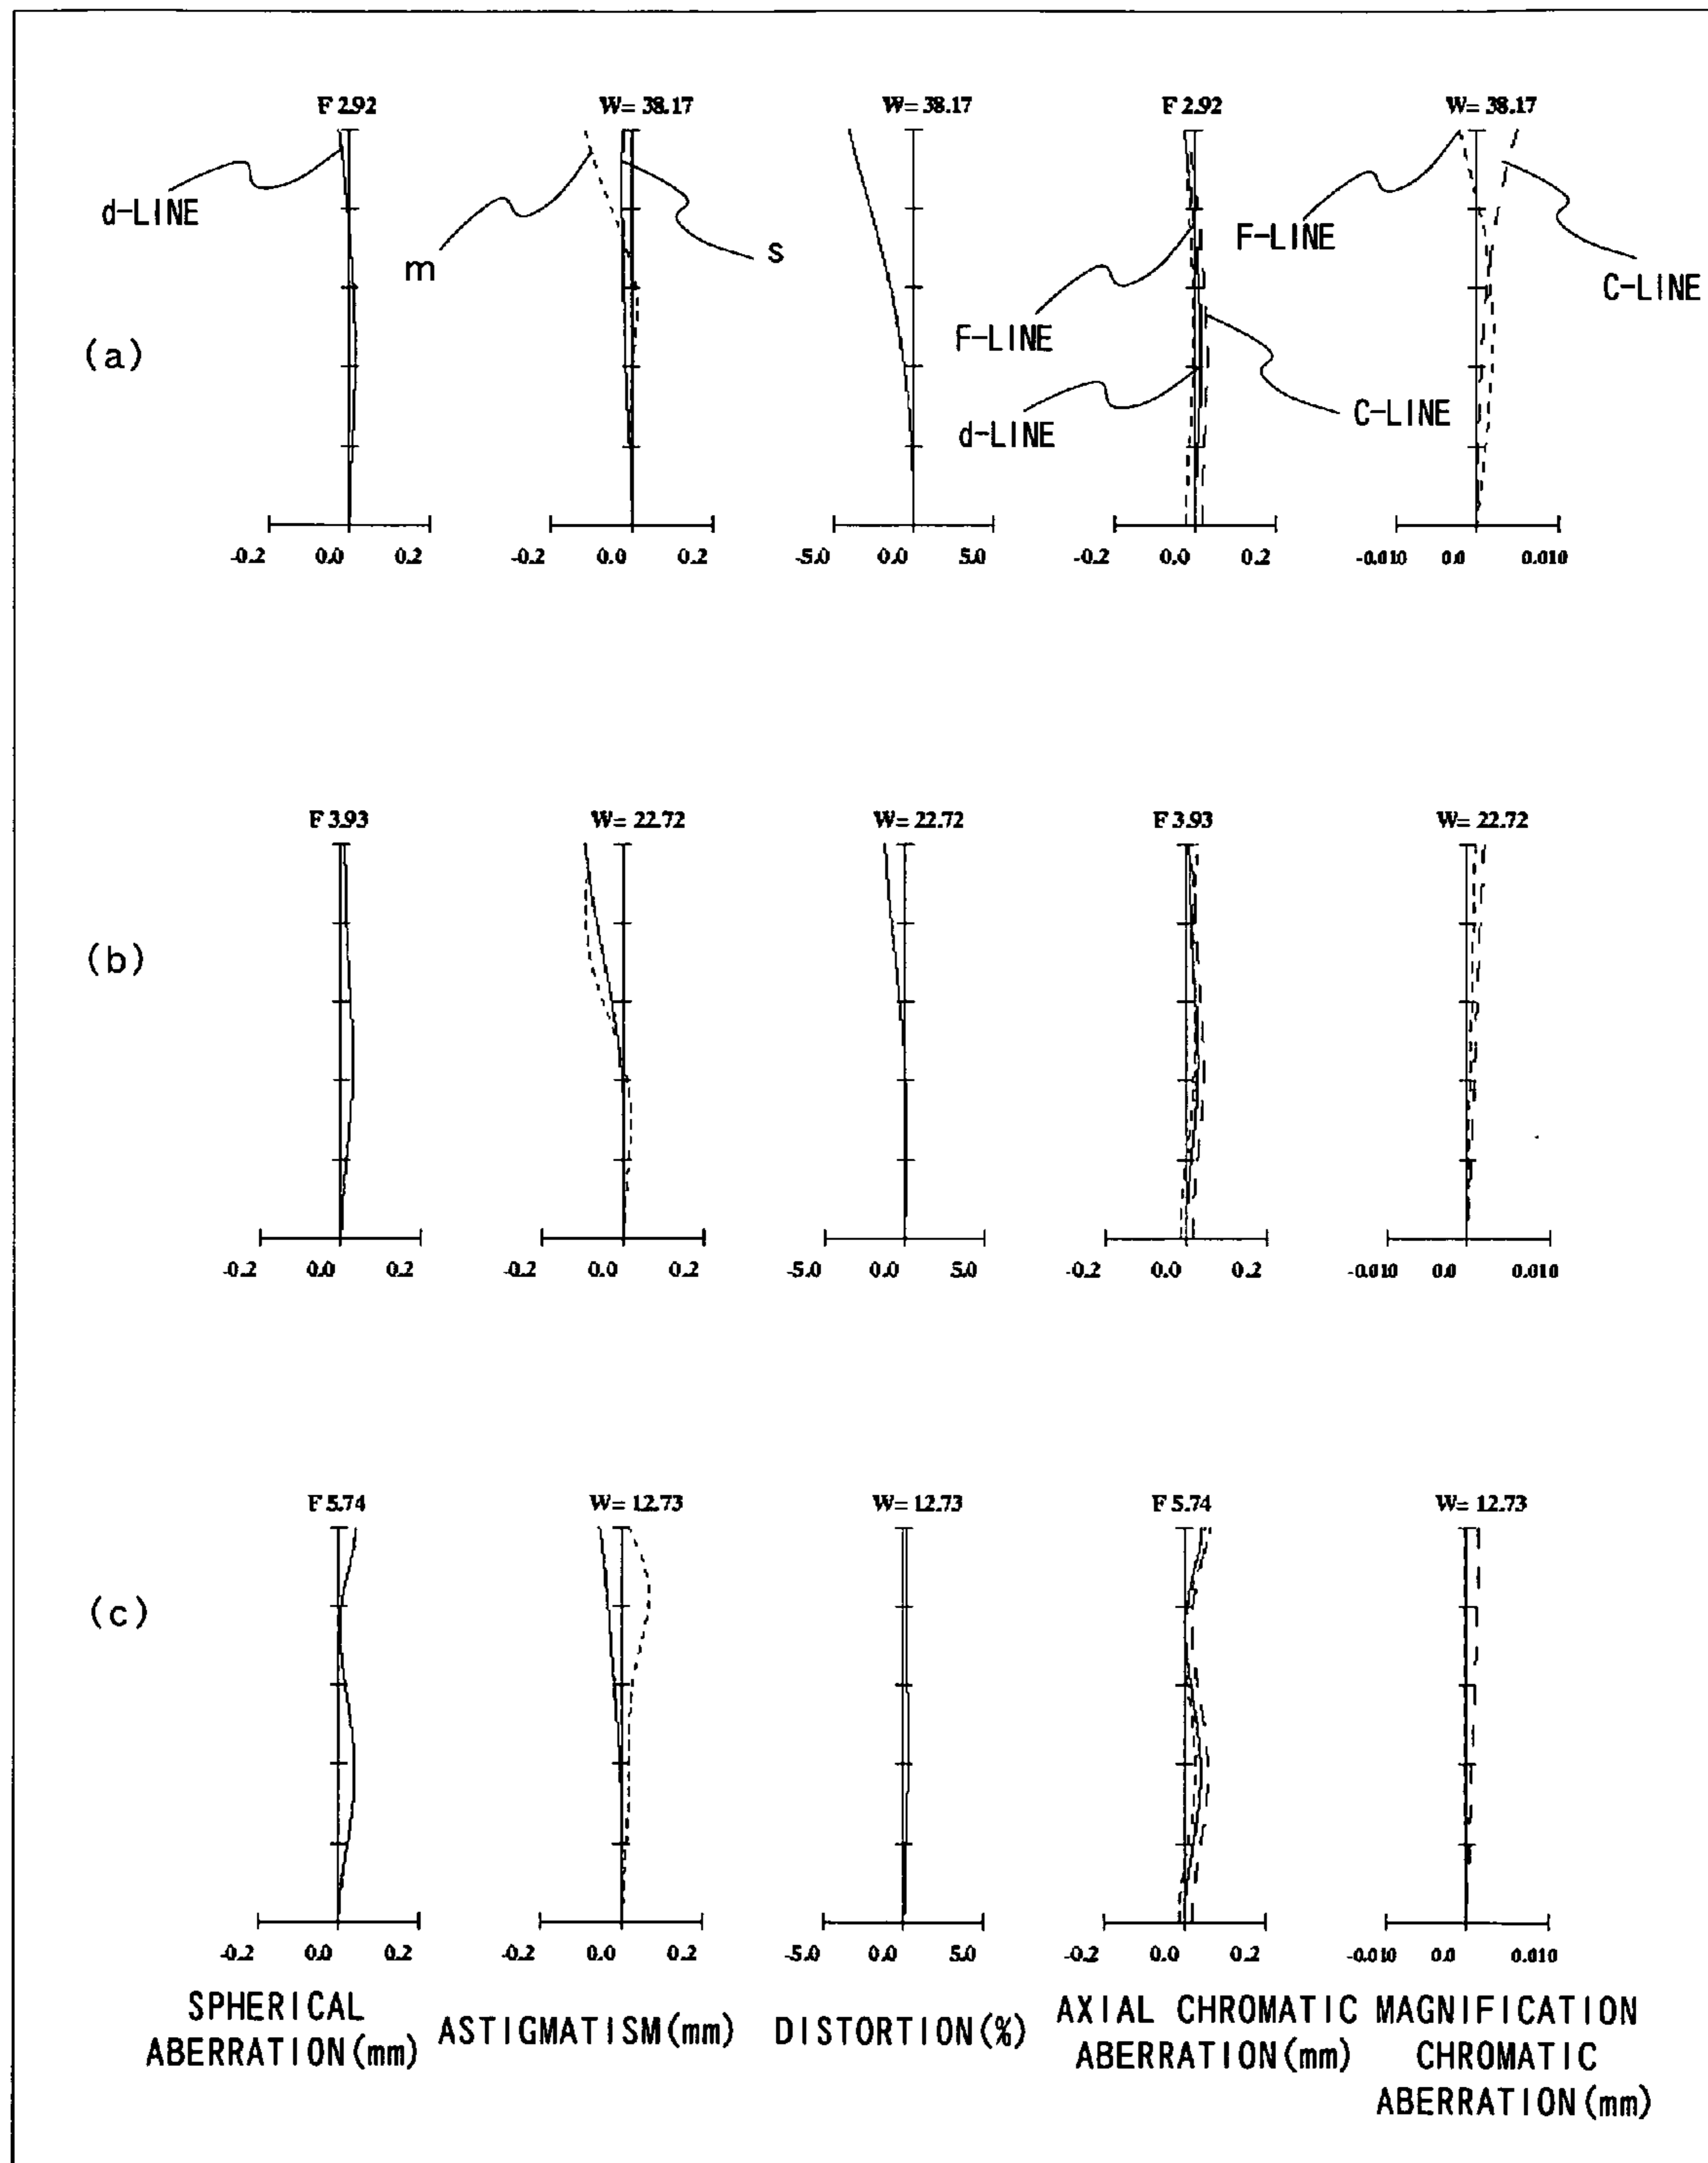 F 2.92 W= 38.17 W= 38.17 F 2.92 W= 38.17
d-LINE
m
s
F-LINE
d-LINE
C-LINE
F-LINE
C-LINE
(a)
-0.2 0.0 0.2 -0.2 0.0 0.2 -5.0 0.0 5.0 -0.2 0.0 0.2 -0.010 0.0 0.010
F 3.93 W= 22.72 W= 22.72 F 3.93 W= 22.72
(b)
-0.2 0.0 0.2 -0.2 0.0 0.2 -5.0 0.0 5.0 -0.2 0.0 0.2 -0.010 0.0 0.010
F 5.74 W= 12.73 W= 12.73 F 5.74 W= 12.73
(c)
-0.2 0.0 0.2 -0.2 0.0 0.2 -5.0 0.0 5.0 -0.2 0.0 0.2 -0.010 0.0 0.010
SPHERICAL
ABERRATION(mm)
ASTIGMATISM(mm)
DISTORTION(%)
AXIAL CHROMATIC
ABERRATION(mm)
MAGNIFICATION
CHROMATIC
ABERRATION(mm)